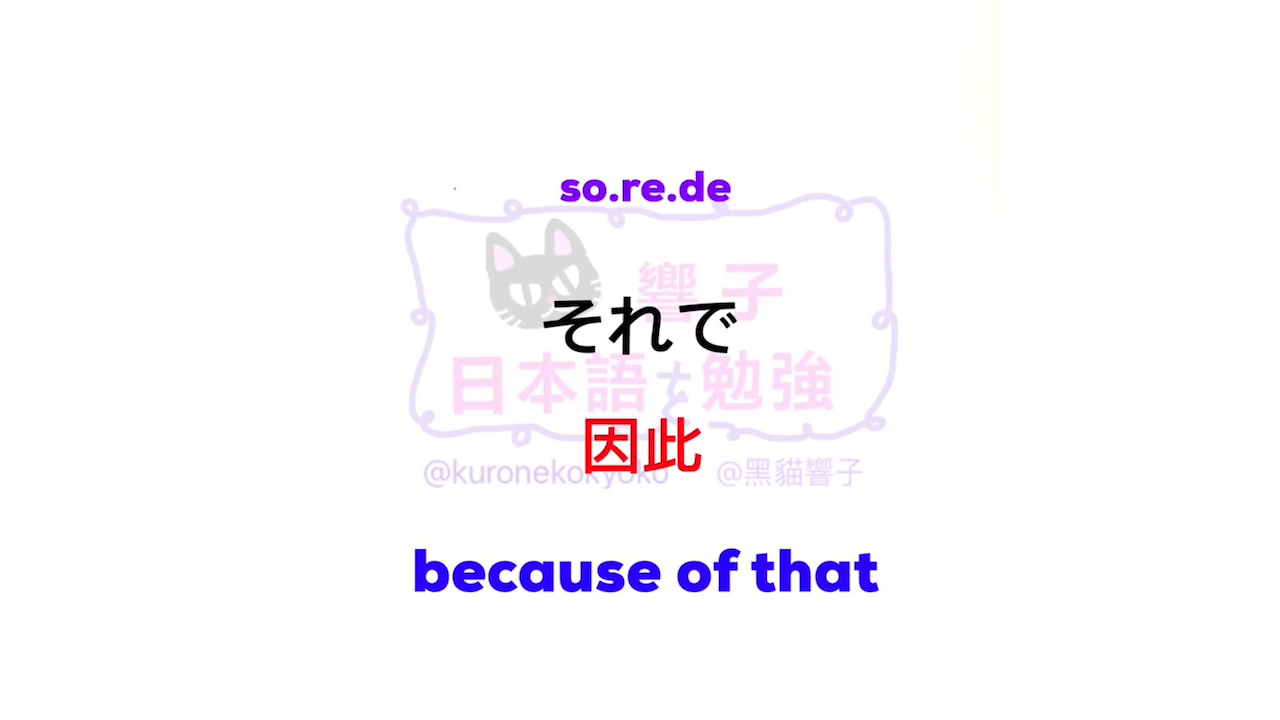 so.re.de
響子
それで
日本語を勉強
因此
@kuronekokyoko @黑貓響子
because of that